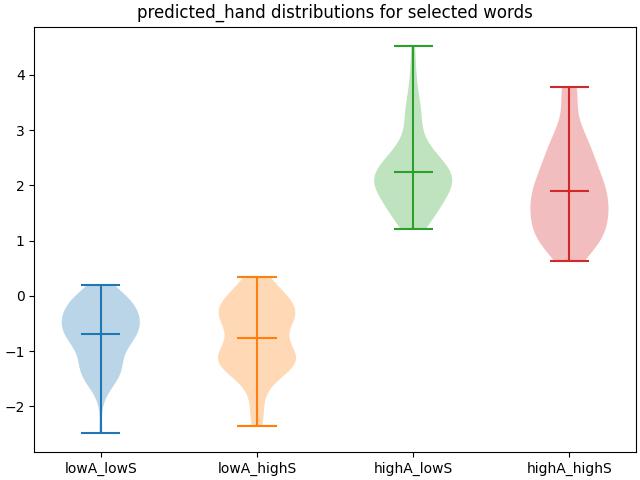 predicted_hand distributions for selected words
4
3
2
1
0
−1
−2
lowA_lowS
lowA_highS
highA_lowS
highA_highS